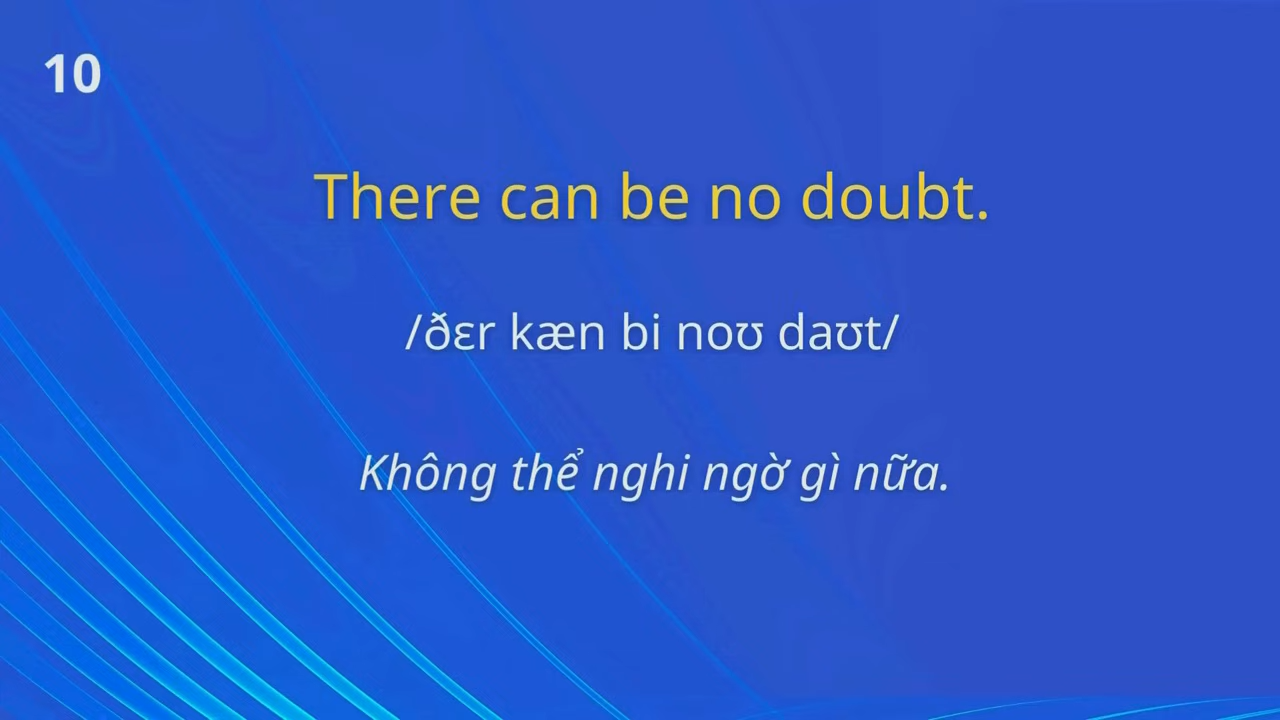 10
There can be no doubt.
/ðɛr kæn bi noʊ daʊt/
Không thể nghi ngờ gì nữa.